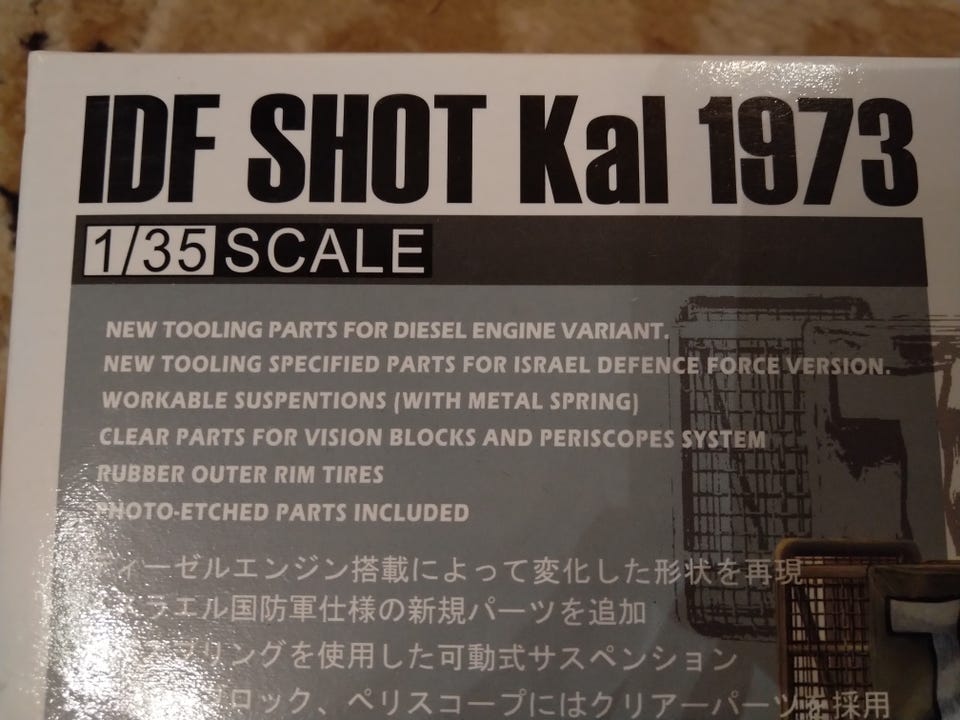 IDF SHOT Kal 1973
1/35 SCALE
NEW TOOLING PARTS FOR DIESEL ENGINE VARIANT.
NEW TOOLING SPECIFIED PARTS FOR ISRAEL DEFENCE FORCE VERSION.
WORKABLE SUSPENTIONS (WITH METAL SPRING)
CLEAR PARTS FOR VISION BLOCKS AND PERISCOPES SYSTEM
RUBBER OUTER RIM TIRES
PHOTO-ETCHED PARTS INCLUDED
ディーゼルエンジン搭載によって変化した形状を再現
ラエル国防軍仕様の新規パーツを追加
プリングを使用した可動式サスペンション
ロック、ペリスコープにはクリアーパーツを採用